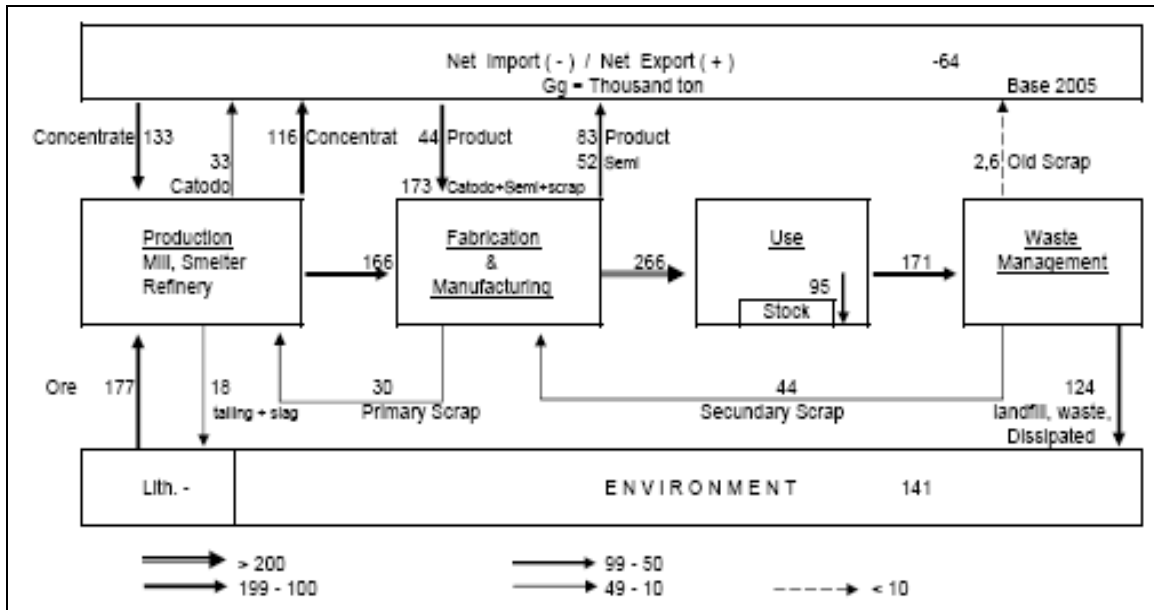 Net Import ( - ) / Net Export ( + ) -64
Gg = Thousand ton Base 2005
Concentrate 133
33
Catodo
116 Concentrat
44 Product
173 Catodo+Semi+scrap
83 Product
52 Semi
2,6 Old Scrap
Production
Mill, Smelter
Refinery
166
Fabrication
&
Manufacturing
266
Use
95
Stock
171
Waste
Management
Ore 177
18
tailing + slag
30
Primary Scrap
44
Secundary Scrap
124
landfill, waste,
Dissipated
Lith. -
ENVIRONMENT 141
> 200
199 - 100
99 - 50
49 - 10
< 10